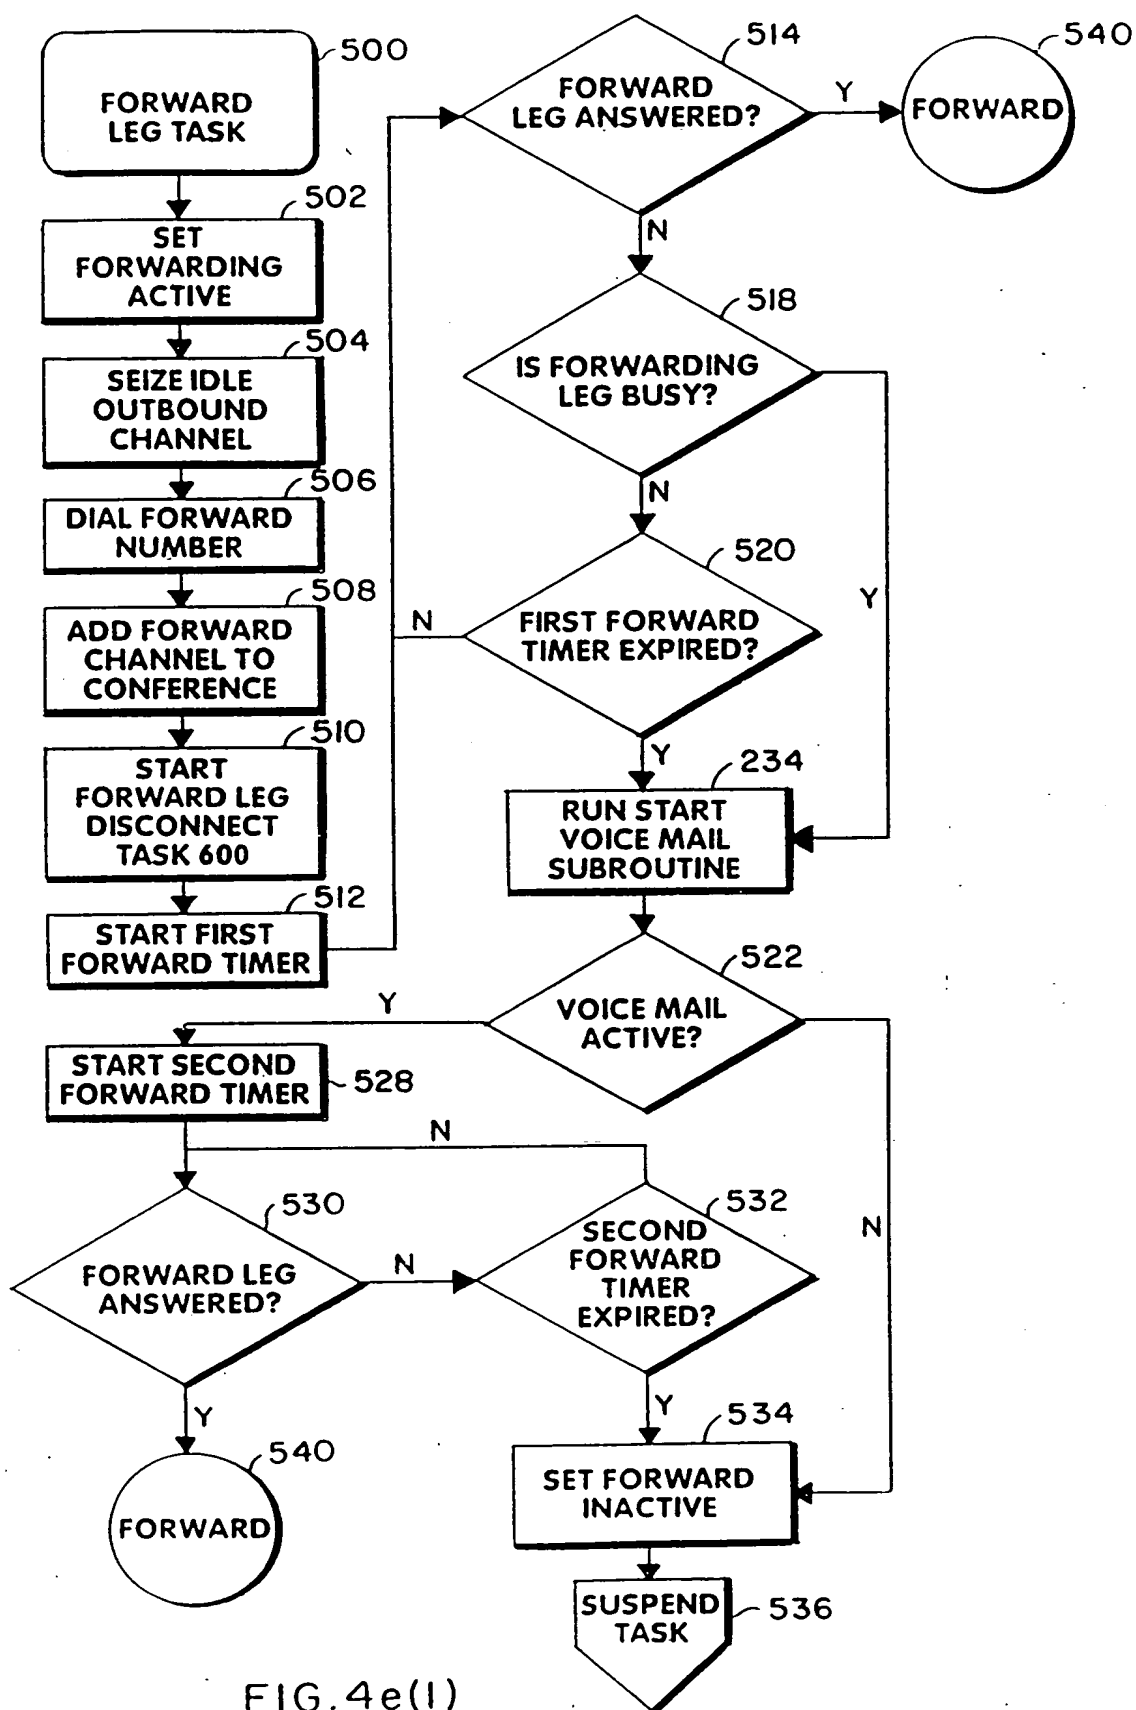 500
FORWARD
LEG TASK
502
SET
FORWARDING
ACTIVE
504
SEIZE IDLE
OUTBOUND
CHANNEL
506
DIAL FORWARD
NUMBER
508
ADD FORWARD
CHANNEL TO
CONFERENCE
510
START
FORWARD LEG
DISCONNECT
TASK 600
512
START FIRST
FORWARD TIMER
514
FORWARD
LEG ANSWERED?
Y
540
FORWARD
N
518
IS FORWARDING
LEG BUSY?
N
Y
520
FIRST FORWARD
TIMER EXPIRED?
N
Y
234
RUN START
VOICE MAIL
SUBROUTINE
522
VOICE MAIL
ACTIVE?
Y
N
START SECOND
FORWARD TIMER
528
N
530
FORWARD LEG
ANSWERED?
N
Y
540
FORWARD
532
SECOND
FORWARD
TIMER
EXPIRED?
Y
534
SET FORWARD
INACTIVE
SUSPEND
TASK
536
FIG.4e(1)